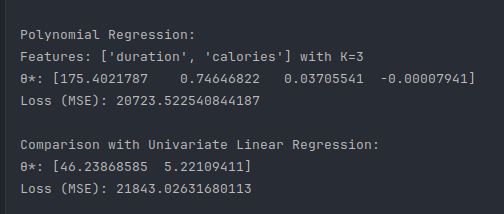 Polynomial Regression:
Features: ['duration', 'calories'] with K=3
θ*: [175.4021787    0.74646822   0.03705541  -0.00007941]
Loss (MSE): 20723.522540844187

Comparison with Univariate Linear Regression:
θ*: [46.23868585  5.22109411]
Loss (MSE): 21843.02631680113